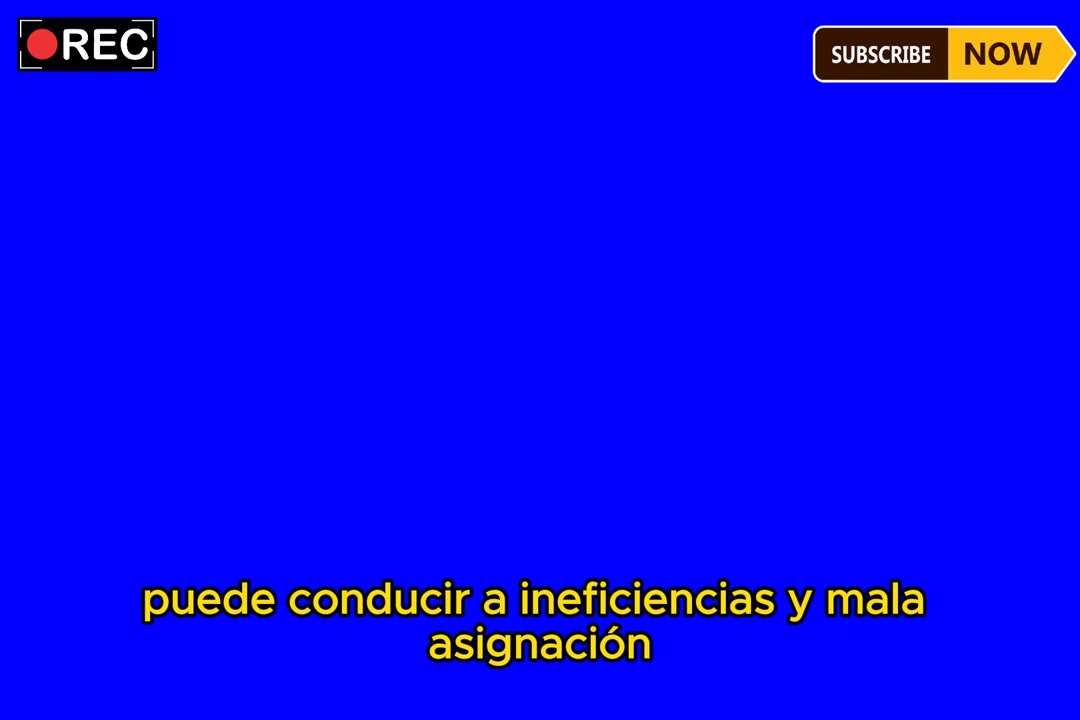 REC
SUBSCRIBE NOW
puede conducir a ineficiencias y mala
asignación